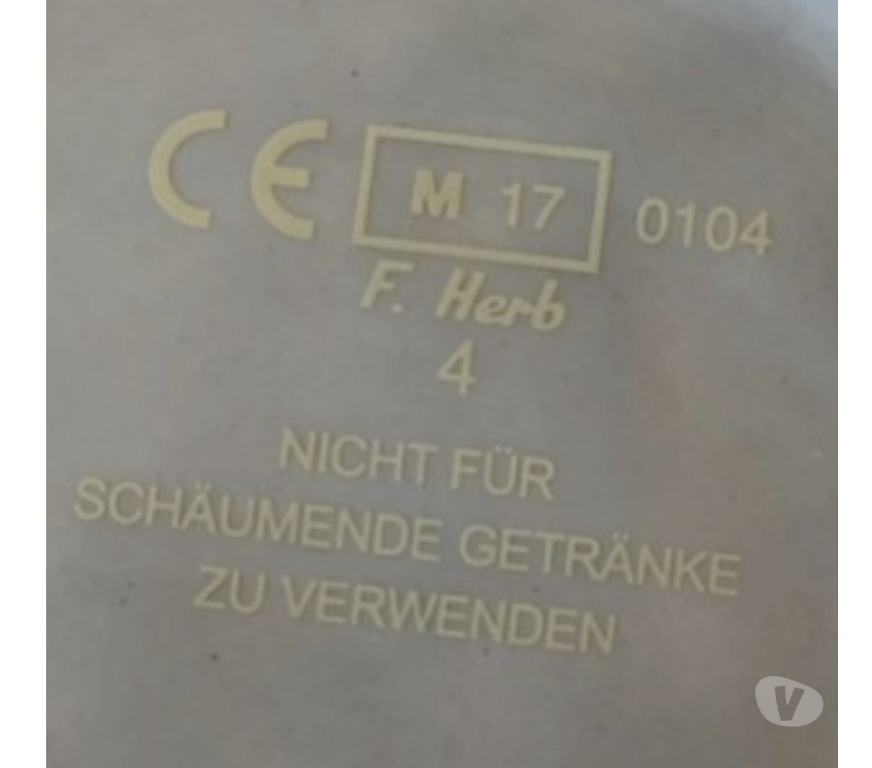 CE M 17 0104
F. Herb
4
NICHT FÜR
SCHÄUMENDE GETRÄNKE
ZU VERWENDEN
V